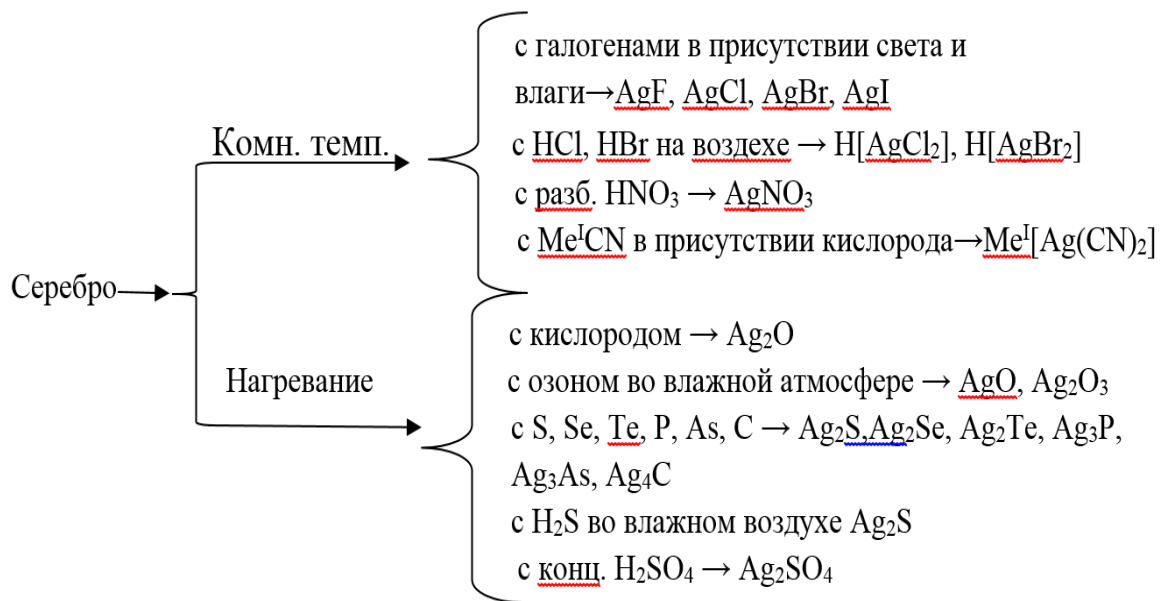 с галогенами в присутствии света и
влаги→AgF, AgCl, AgBr, AgI
Комн. темп.
с HCl, HBr на воздехе → H[AgCl₂], H[AgBr₂]
с разб. HNO₃ → AgNO₃
с MeᴵCN в присутствии кислорода→Meᴵ[Ag(CN)₂]
Серебро
с кислородом → Ag₂O
Нагревание
с озоном во влажной атмосфере → AgO, Ag₂O₃
с S, Se, Te, P, As, C → Ag₂S,Ag₂Se, Ag₂Te, Ag₃P,
Ag₃As, Ag₄C
с H₂S во влажном воздухе Ag₂S
с конц. H₂SO₄ → Ag₂SO₄